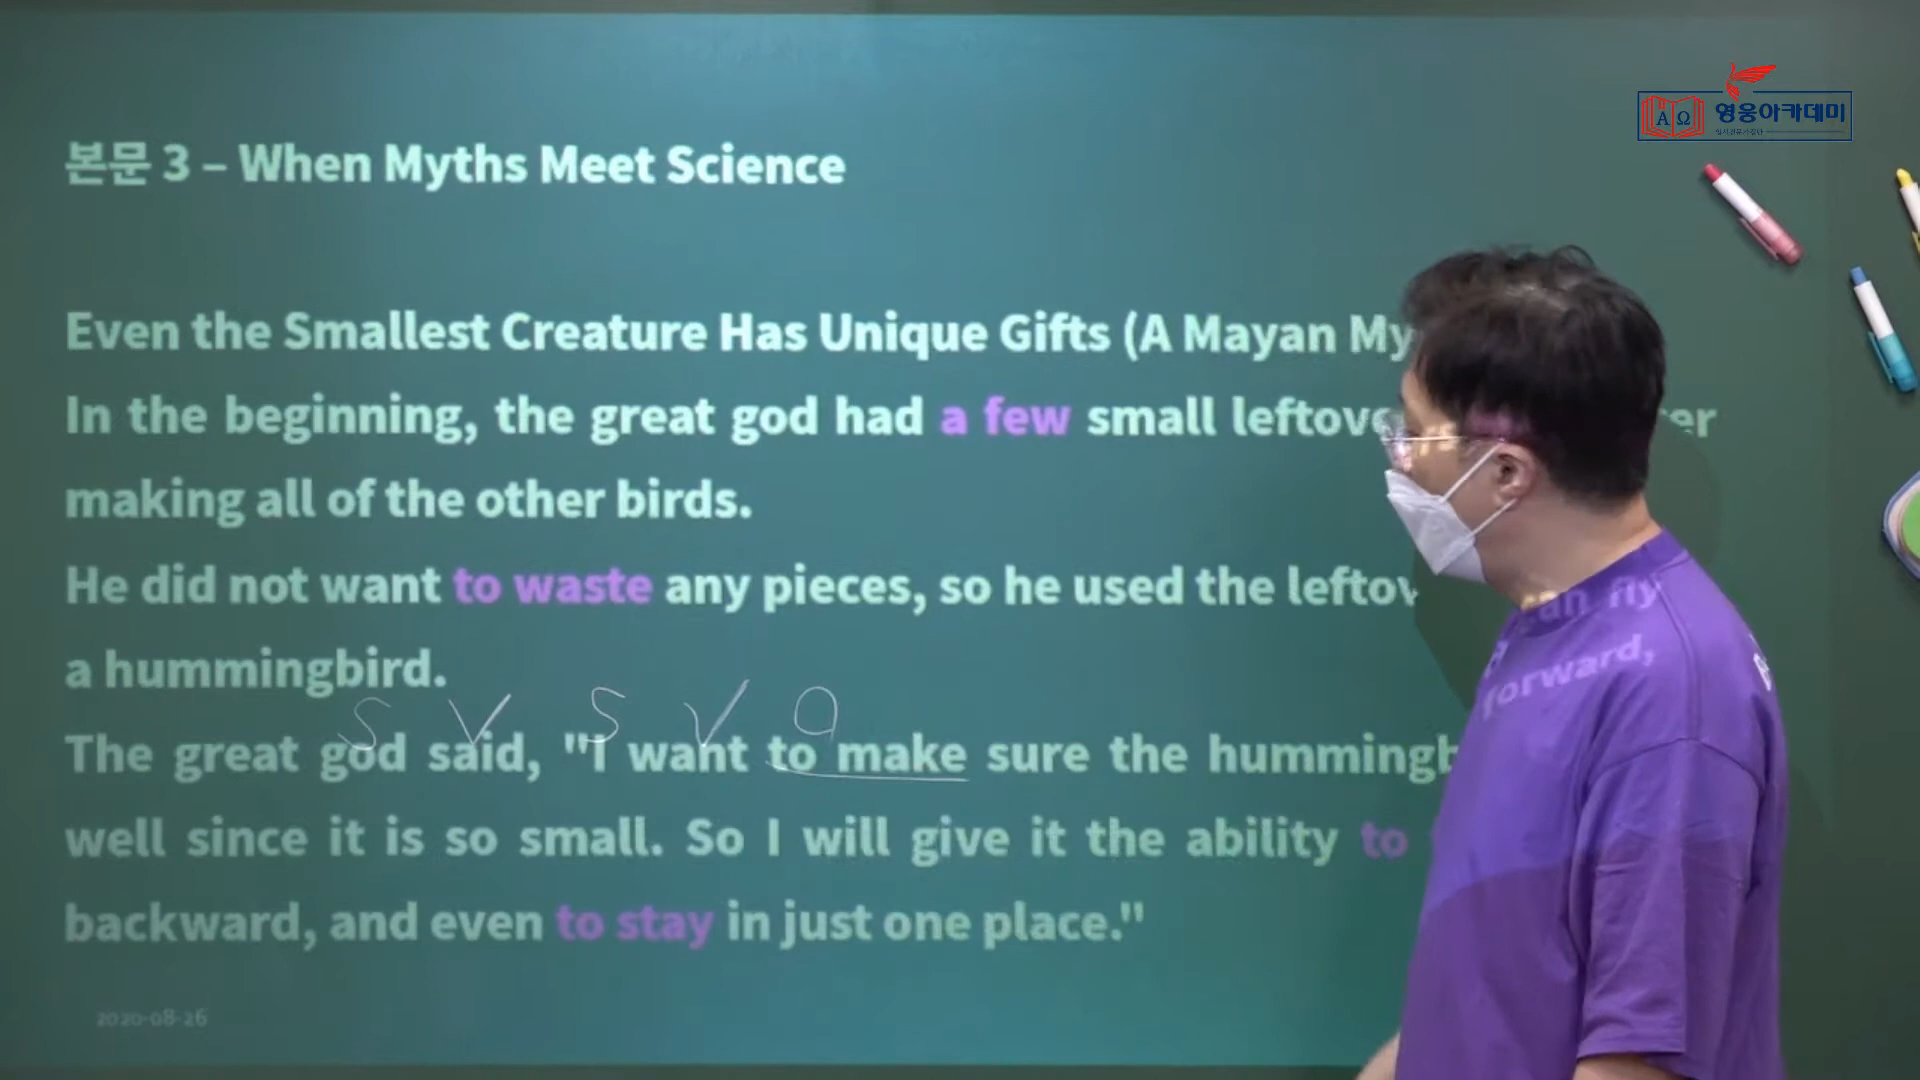 영웅아카데미
A Ω
본문 3 – When Myths Meet Science
Even the Smallest Creature Has Unique Gifts (A Mayan
In the beginning, the great god had a few small
making all of the other birds.
He did not want to waste any pieces, so he used the
a hummingbird.
S V S V O
The great god said, "I want to make sure the
well since it is so small. So I will give it the ability to fly
forward,
backward, and even to stay in just one place."
2020-08-26